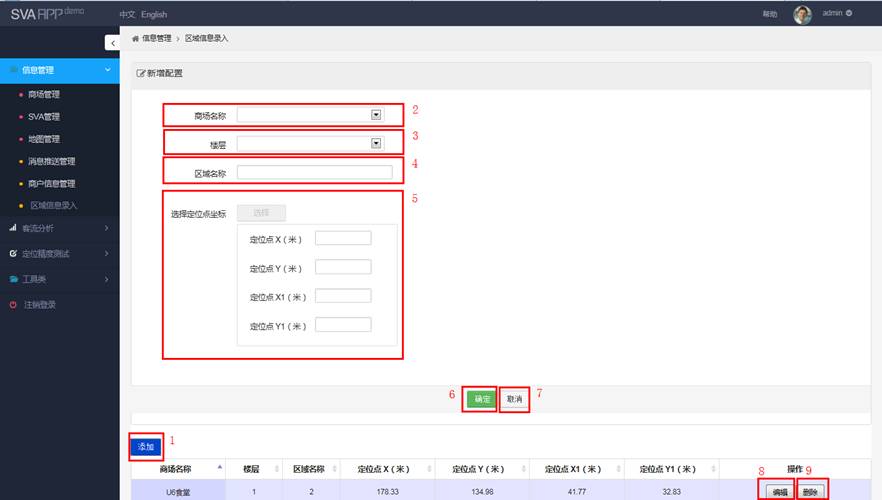 SVA APP demo
中文 English
帮助
admin
信息管理 > 区域信息录入
信息管理
商场管理
SVA管理
地图管理
消息推送管理
商户信息管理
区域信息录入
客流分析
定位精度测试
工具类
注销登录
新增配置
商场名称 2
楼层 3
区域名称 4
5
选择定位点坐标 选择
定位点 X（米）
定位点 Y（米）
定位点 X1（米）
定位点 Y1（米）
6 确定 取消 7
添加 1
商场名称 楼层 区域名称 定位点 X（米） 定位点 Y（米） 定位点 X1（米） 定位点 Y1（米） 操作
8 9
U6食堂 1 2 178.33 134.98 41.77 32.83 编辑 删除